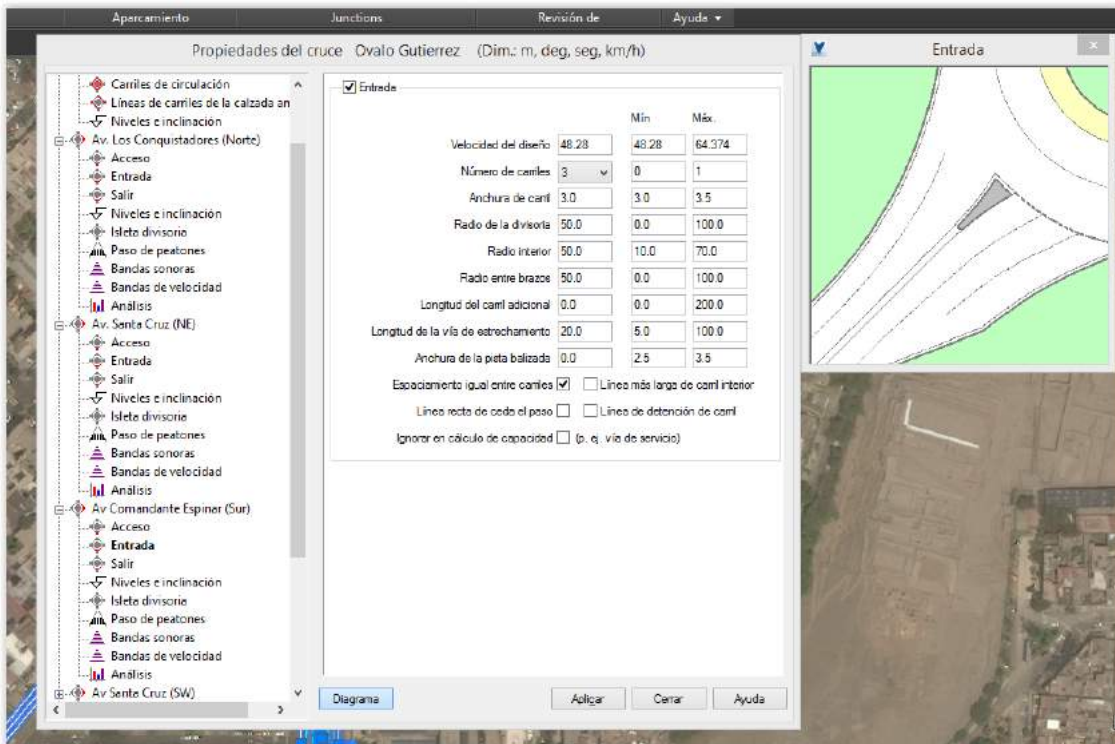 Aparcamiento Junctions Revisión de Ayuda
Propiedades del cruce Ovalo Gutierrez (Dim.: m, deg, seg, km/h)
Entrada
Carriles de circulación
Líneas de carriles de la calzada an
Niveles e inclinación
Av. Los Conquistadores (Norte)
Acceso
Entrada
Salir
Niveles e inclinación
Isleta divisoria
Paso de peatones
Bandas sonoras
Bandas de velocidad
Análisis
Av. Santa Cruz (NE)
Acceso
Entrada
Salir
Niveles e inclinación
Isleta divisoria
Paso de peatones
Bandas sonoras
Bandas de velocidad
Análisis
Av Comandante Espinar (Sur)
Acceso
Entrada
Salir
Niveles e inclinación
Isleta divisoria
Paso de peatones
Bandas sonoras
Bandas de velocidad
Análisis
Av Santa Cruz (SW)
Entrada
Mín Máx.
Velocidad del diseño 48.28 48.28 64.374
Número de carriles 3 0 1
Anchura de carril 3.0 3.0 3.5
Radio de la divisoria 50.0 0.0 100.0
Radio interior 50.0 10.0 70.0
Radio entre brazos 50.0 0.0 100.0
Longitud del carril adicional 0.0 0.0 200.0
Longitud de la vía de estrechamiento 20.0 5.0 100.0
Anchura de la pista balizada 0.0 2.5 3.5
Espaciamiento igual entre carriles Línea más larga de carril interior
Línea recta de ceda el paso Línea de detención de carril
Ignorar en cálculo de capacidad (p. ej. vía de servicio)
Diagrama Aplicar Cerrar Ayuda